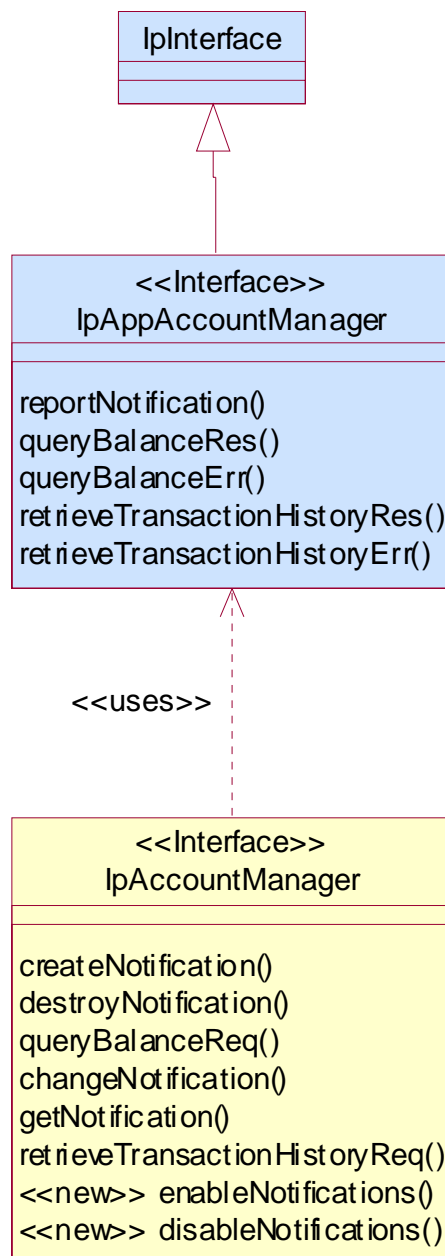 IpInterface
<<Interface>>
IpAppAccountManager
reportNotification()
queryBalanceRes()
queryBalanceErr()
retrieveTransactionHistoryRes()
retrieveTransactionHistoryErr()
<<uses>>
<<Interface>>
IpAccountManager
createNotification()
destroyNotification()
queryBalanceReq()
changeNotification()
getNotification()
retrieveTransactionHistoryReq()
<<new>> enableNotifications()
<<new>> disableNotifications()